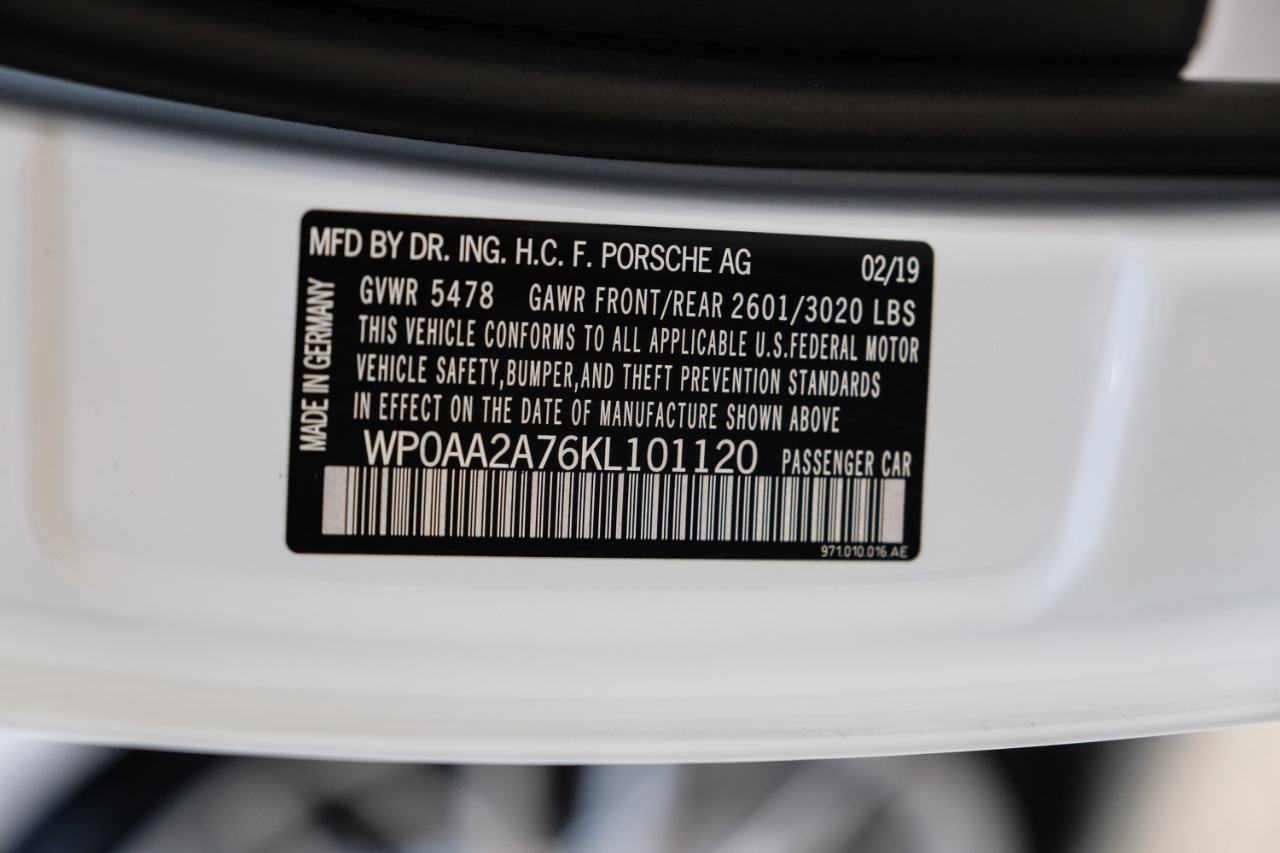 MFD BY DR. ING. H.C. F. PORSCHE AG 02/19
MADE IN GERMANY
GVWR 5478 GAWR FRONT/REAR 2601/3020 LBS
THIS VEHICLE CONFORMS TO ALL APPLICABLE U.S.FEDERAL MOTOR
VEHICLE SAFETY,BUMPER,AND THEFT PREVENTION STANDARDS
IN EFFECT ON THE DATE OF MANUFACTURE SHOWN ABOVE
WP0AA2A76KL101120 PASSENGER CAR
971.010.016.AE